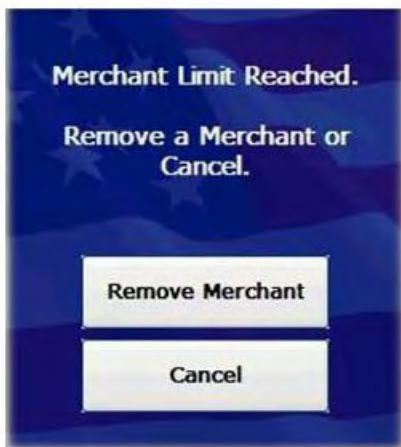 Merchant Limit Reached.
Remove a Merchant or
Cancel.
Remove Merchant
Cancel